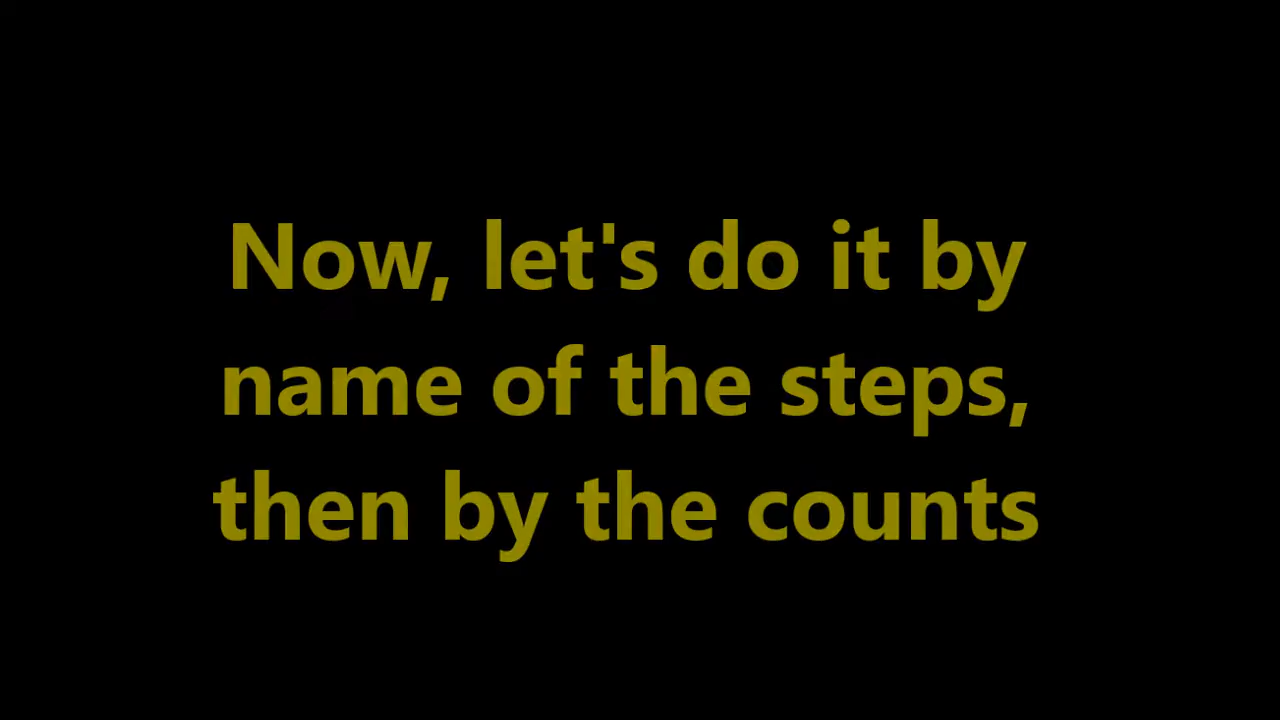 Now, let's do it by
name of the steps,
then by the counts